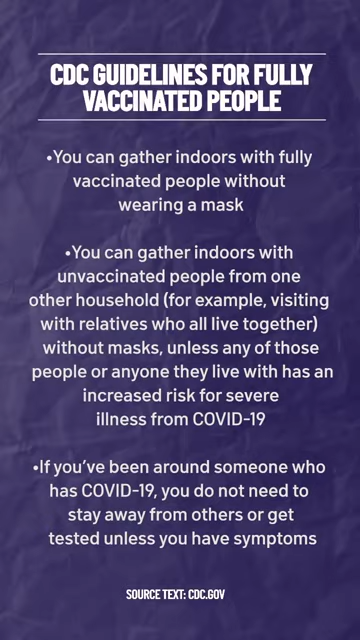 CDC GUIDELINES FOR FULLY
VACCINATED PEOPLE
•You can gather indoors with fully
vaccinated people without
wearing a mask
•You can gather indoors with
unvaccinated people from one
other household (for example, visiting
with relatives who all live together)
without masks, unless any of those
people or anyone they live with has an
increased risk for severe
illness from COVID-19
•If you've been around someone who
has COVID-19, you do not need to
stay away from others or get
tested unless you have symptoms
SOURCE TEXT: CDC.GOV